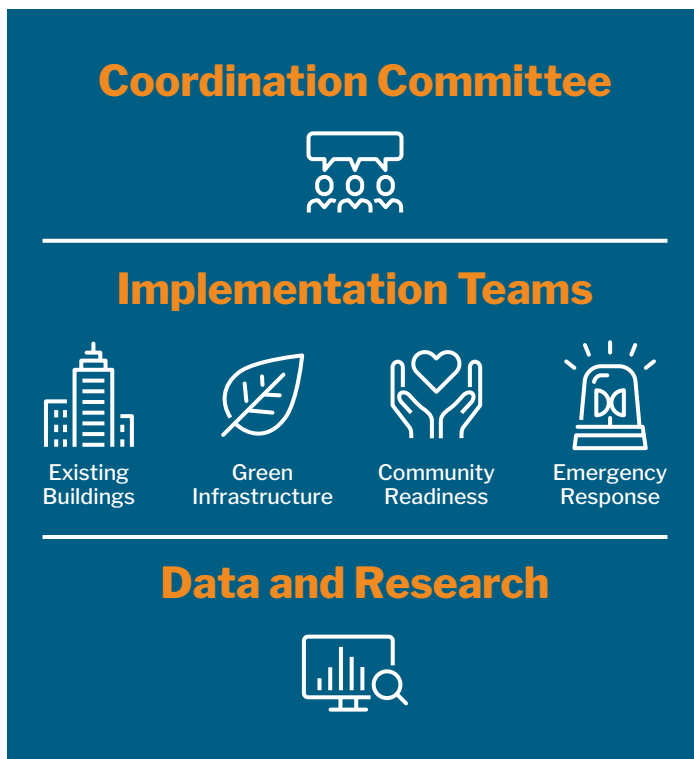 Coordination Committee
Implementation Teams
Existing
Buildings
Green
Infrastructure
Community
Readiness
Emergency
Response
Data and Research